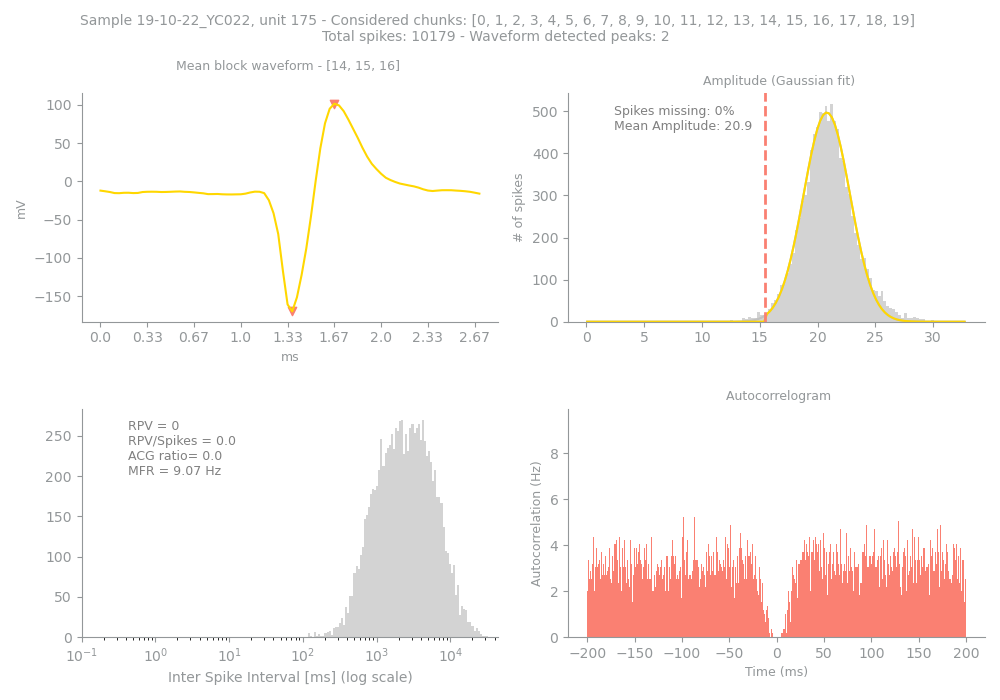 Sample 19-10-22_YC022, unit 175 - Considered chunks: [0, 1, 2, 3, 4, 5, 6, 7, 8, 9, 10, 11, 12, 13, 14, 15, 16, 17, 18, 19]
Total spikes: 10179 - Waveform detected peaks: 2
Mean block waveform - [14, 15, 16]
100
50
0
−50
−100
−150
mV
0.0 0.33 0.67 1.0 1.33 1.67 2.0 2.33 2.67
ms
Amplitude (Gaussian fit)
Spikes missing: 0%
Mean Amplitude: 20.9
500
400
300
200
100
0
# of spikes
0 5 10 15 20 25 30
RPV = 0
RPV/Spikes = 0.0
ACG ratio= 0.0
MFR = 9.07 Hz
250
200
150
100
50
0
10⁻¹ 10⁰ 10¹ 10² 10³ 10⁴
Inter Spike Interval [ms] (log scale)
Autocorrelogram
8
6
4
2
0
Autocorrelation (Hz)
−200 −150 −100 −50 0 50 100 150 200
Time (ms)